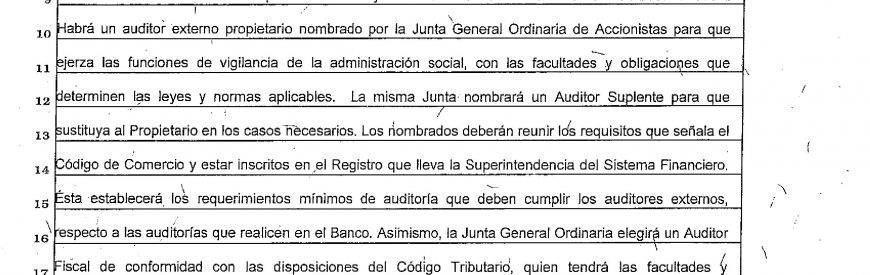 10 Habrá un auditor externo propietario nombrado por la Junta General Ordinaria de Accionistas para que
11 ejerza las funciones de vigilancia de la administración social, con las facultades y obligaciones que
12 determinen las leyes y normas aplicables. La misma Junta nombrará un Auditor Suplente para que
13 sustituya al Propietario en los casos necesarios. Los nombrados deberán reunir los requisitos que señala el
14 Código de Comercio y estar inscritos en el Registro que lleva la Superintendencia del Sistema Financiero.
15 Ésta establecerá los requerimientos mínimos de auditoría que deben cumplir los auditores externos,
16 respecto a las auditorías que realicen en el Banco. Asimismo, la Junta General Ordinaria elegirá un Auditor
17 Fiscal de conformidad con las disposiciones del Código Tributario, quien tendrá las facultades y